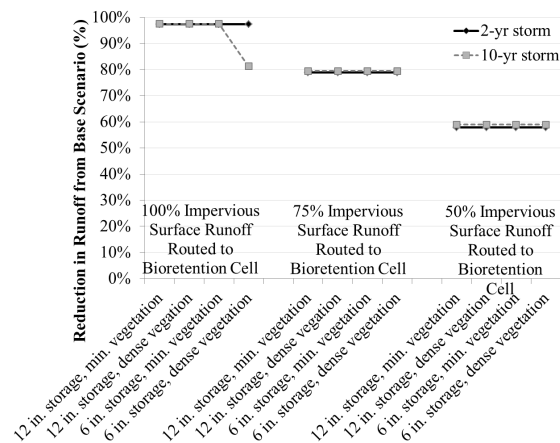 Reduction in Runoff from Base Scenario (%)
100%
90%
80%
70%
60%
50%
40%
30%
20%
10%
0%
2-yr storm
10-yr storm
100% Impervious
Surface Runoff
Routed to
Bioretention Cell
75% Impervious
Surface Runoff
Routed to
Bioretention Cell
50% Impervious
Surface Runoff
Routed to
Bioretention
Cell
12 in. storage, min. vegetation
12 in. storage, dense vegation
6 in. storage, min. vegetation
6 in. storage, dense vegetation
12 in. storage, min. vegetation
12 in. storage, dense vegation
6 in. storage, min. vegetation
6 in. storage, dense vegetation
12 in. storage, min. vegetation
12 in. storage, dense vegation
6 in. storage, min. vegetation
6 in. storage, dense vegetation